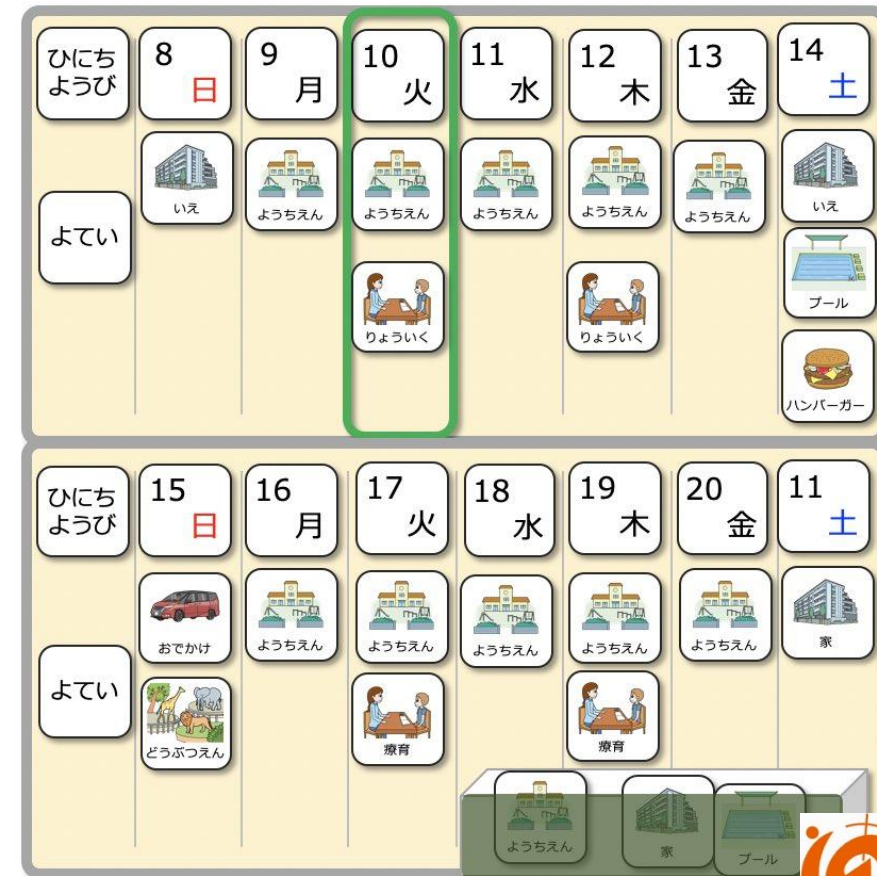 ひにち
ようび
8
日
9
月
10
火
11
水
12
木
13
金
14
土
よてい
いえ
ようちえん
ようちえん
ようちえん
ようちえん
ようちえん
いえ
プール
りょういく
りょういく
ハンバーガー
ひにち
ようび
15
日
16
月
17
火
18
水
19
木
20
金
11
土
よてい
おでかけ
ようちえん
ようちえん
ようちえん
ようちえん
ようちえん
家
どうぶつえん
療育
療育
ようちえん
家
プール